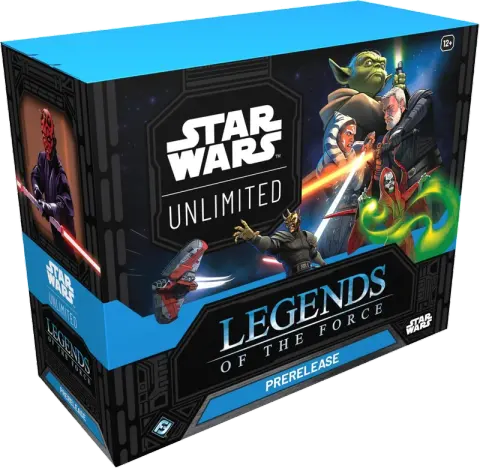 12+
STAR
WARS
UNLIMITED
LEGENDS
OF THE FORCE
PRERELEASE
STAR
WARS
STAR
WARS
UNLIMITED
LEGENDS
OF THE FORCE
PRERELEASE